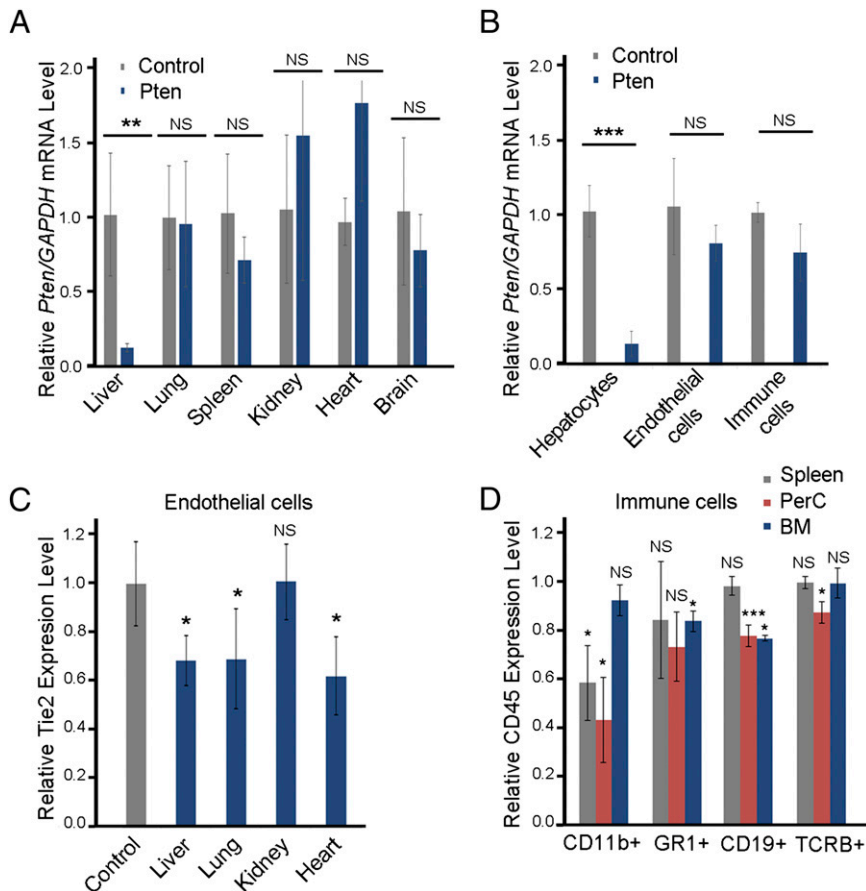 A
Relative Pten/GAPDH mRNA Level
Control
Pten
2.0
1.5
1.0
0.5
0.0
**
NS
NS
NS
NS
NS
Liver
Lung
Spleen
Kidney
Heart
Brain
B
Relative Pten/GAPDH mRNA Level
Control
Pten
2.0
1.5
1.0
0.5
0.0
***
NS
NS
Hepatocytes
Endothelial
cells
Immune
cells
C
Endothelial cells
Relative Tie2 Expression Level
1.2
1.0
0.8
0.6
0.4
0.2
0.0
*
*
NS
*
Control
Liver
Lung
Kidney
Heart
D
Immune cells
Spleen
PerC
BM
Relative CD45 Expression Level
1.2
1.0
0.8
0.6
0.4
1.2
0.0
*
*
NS
NS
NS
*
NS
***
*
NS
*
NS
CD11b+
GR1+
CD19+
TCRB+